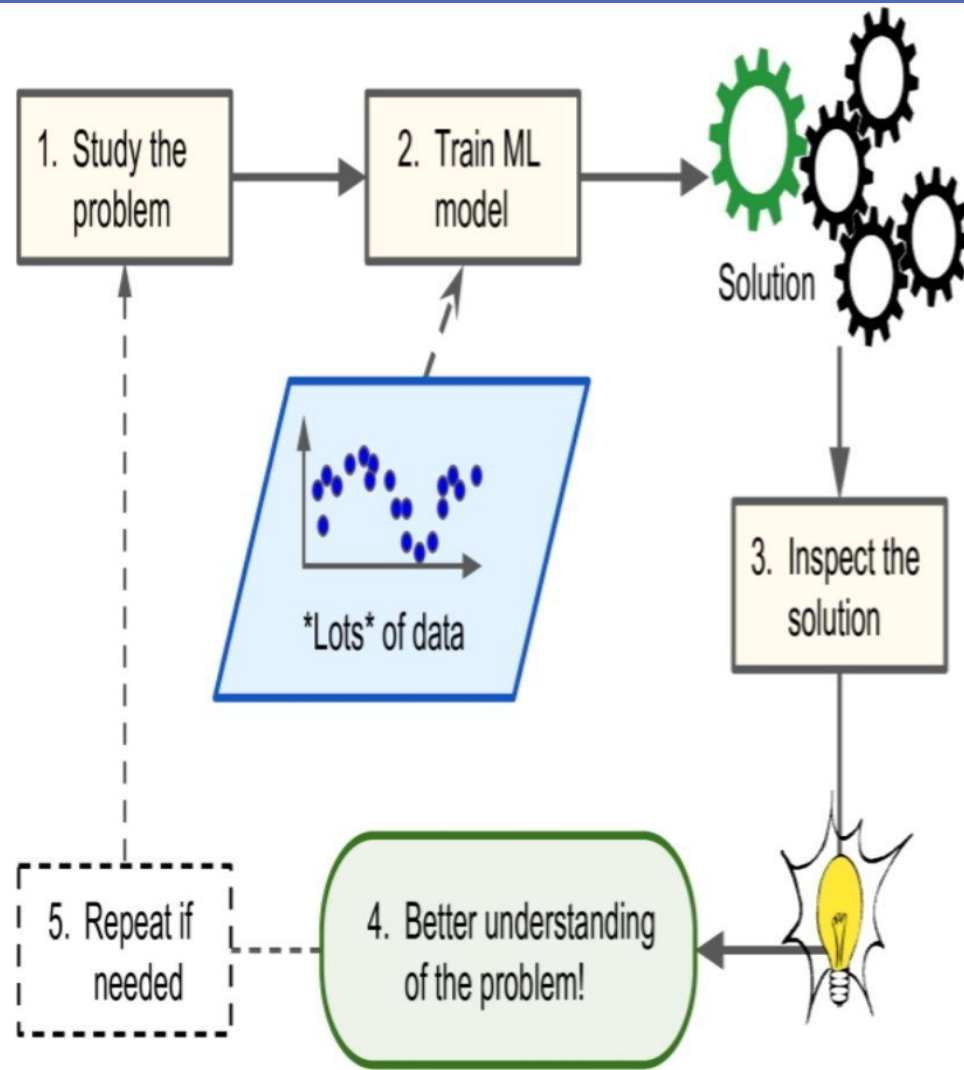 1. Study the
problem
2. Train ML
model
Solution
*Lots* of data
3. Inspect the
solution
4. Better understanding
of the problem!
5. Repeat if
needed